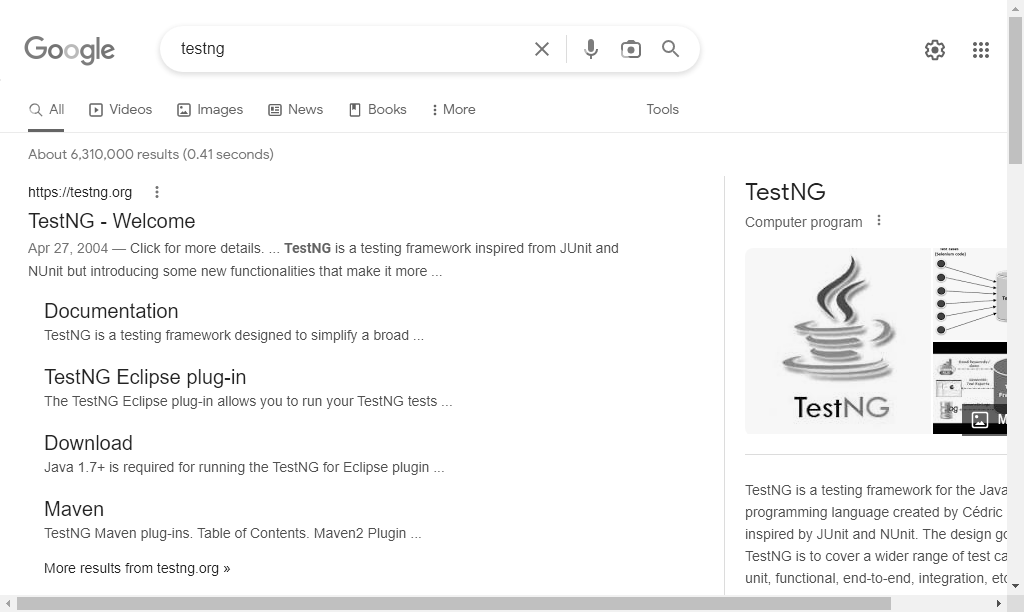 Google
testng
All
Videos
Images
News
Books
More
Tools
About 6,310,000 results (0.41 seconds)
https://testng.org
TestNG - Welcome
Apr 27, 2004 — Click for more details. ... TestNG is a testing framework inspired from JUnit and
NUnit but introducing some new functionalities that make it more ...
Documentation
TestNG is a testing framework designed to simplify a broad ...
TestNG Eclipse plug-in
The TestNG Eclipse plug-in allows you to run your TestNG tests ...
Download
Java 1.7+ is required for running the TestNG for Eclipse plugin ...
Maven
TestNG Maven plug-ins. Table of Contents. Maven2 Plugin ...
More results from testng.org »
TestNG
Computer program
(Selenium code)
TestNG
TestNG is a testing framework for the Java
programming language created by Cédric
inspired by JUnit and NUnit. The design
TestNG is to cover a wider range of test
unit, functional, end-to-end, integration,